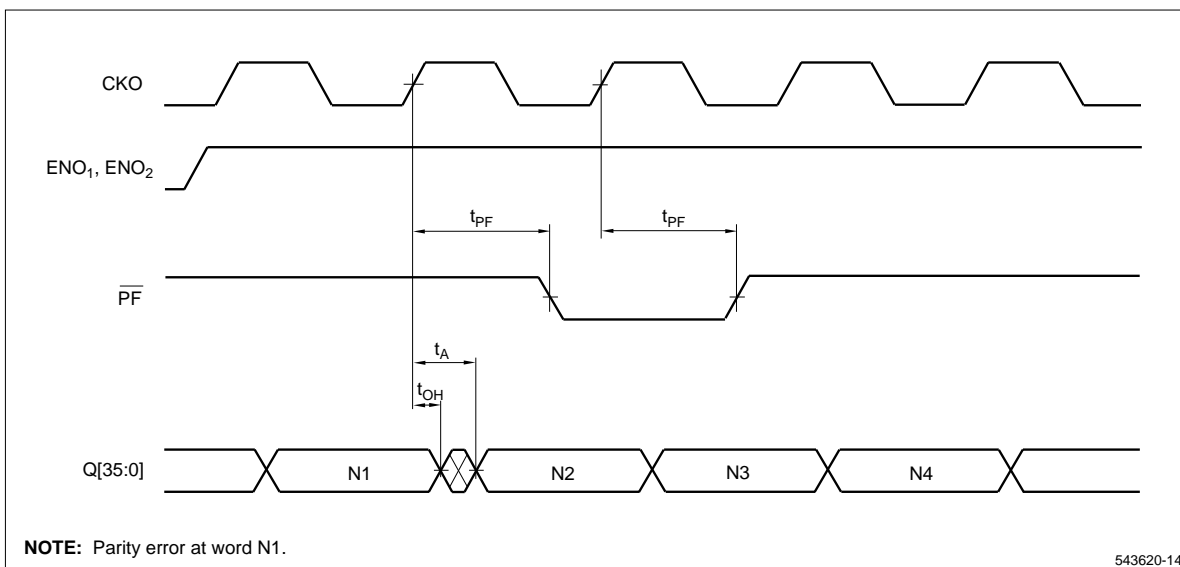 CKO
ENO1, ENO2
tPF
tPF
PF
tA
tOH
Q[35:0]
N1
N2
N3
N4
NOTE: Parity error at word N1.
543620-14